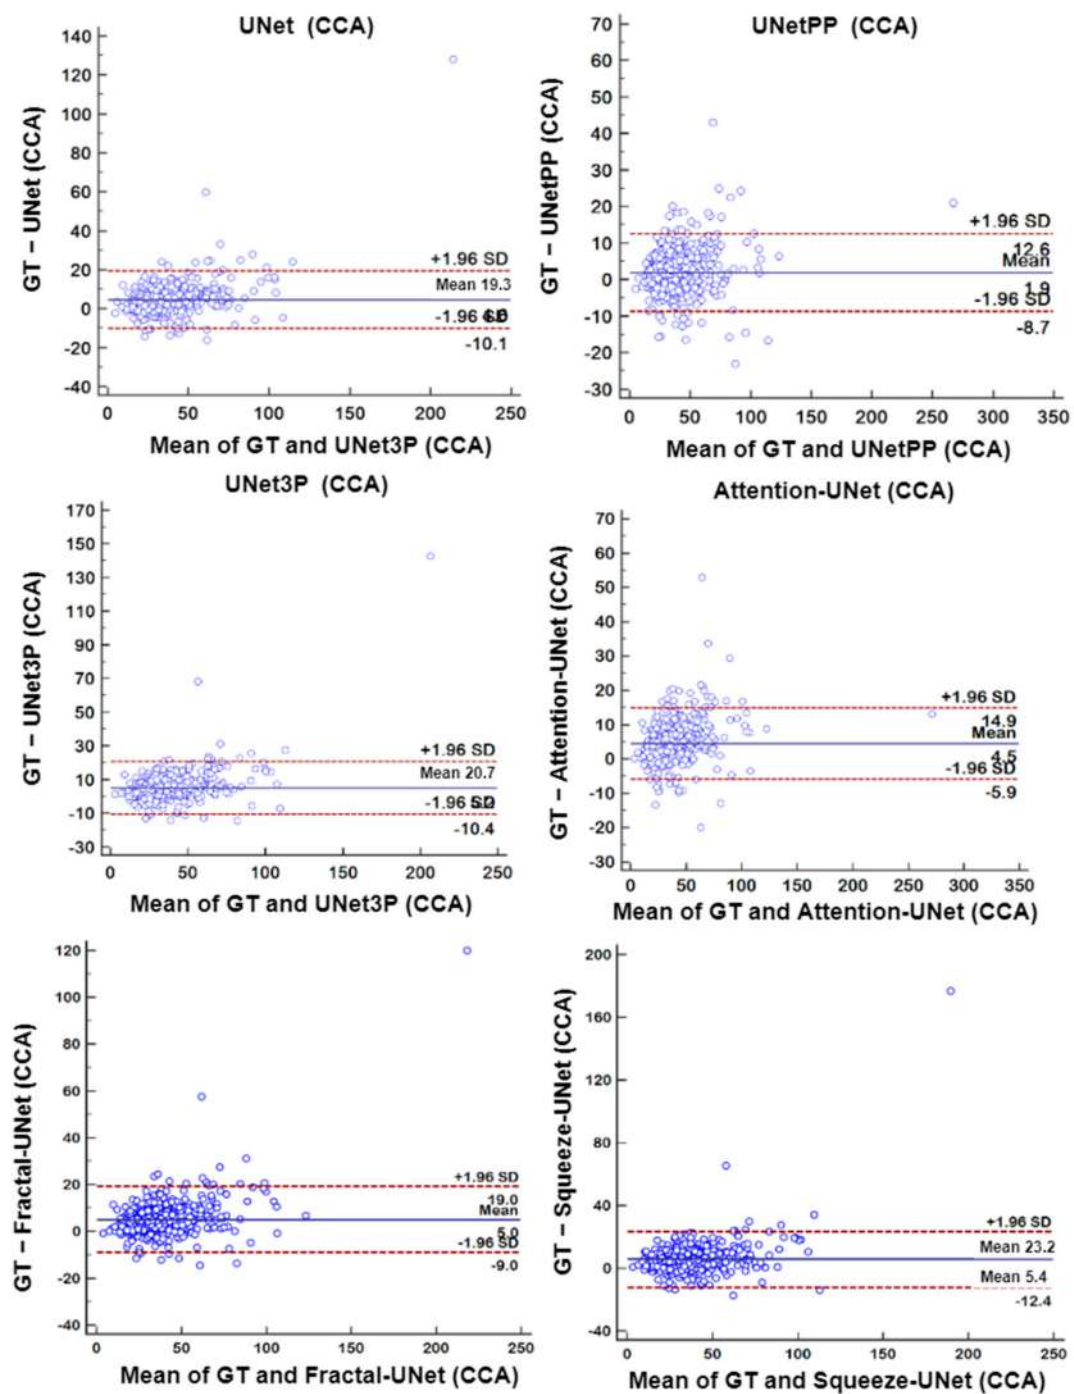 UNet (CCA)
GT – UNet (CCA)
140
120
100
80
60
40
20
0
-20
-40
+1.96 SD
Mean 19.3
-1.96 SD
-10.1
0 50 100 150 200 250
Mean of GT and UNet3P (CCA)
UNetPP (CCA)
GT – UNetPP (CCA)
70
60
50
40
30
20
10
0
-10
-20
-30
+1.96 SD
12.6
Mean
1.9
-1.96 SD
-8.7
0 50 100 150 200 250 300 350
Mean of GT and UNetPP (CCA)
UNet3P (CCA)
GT – UNet3P (CCA)
170
150
130
110
90
70
50
30
10
-10
-30
+1.96 SD
Mean 20.7
-1.96 SD
-10.4
0 50 100 150 200 250
Mean of GT and UNet3P (CCA)
Attention-UNet (CCA)
GT – Attention-UNet (CCA)
70
60
50
40
30
20
10
0
-10
-20
-30
+1.96 SD
14.9
Mean
4.5
-1.96 SD
-5.9
0 50 100 150 200 250 300 350
Mean of GT and Attention-UNet (CCA)
GT – Fractal-UNet (CCA)
120
100
80
60
40
20
0
-20
-40
+1.96 SD
19.0
Mean
5.0
-1.96 SD
-9.0
0 50 100 150 200 250
Mean of GT and Fractal-UNet (CCA)
GT – Squeeze-UNet (CCA)
200
160
120
80
40
0
-40
+1.96 SD
Mean 23.2
Mean 5.4
-12.4
0 50 100 150 200 250
Mean of GT and Squeeze-UNet (CCA)